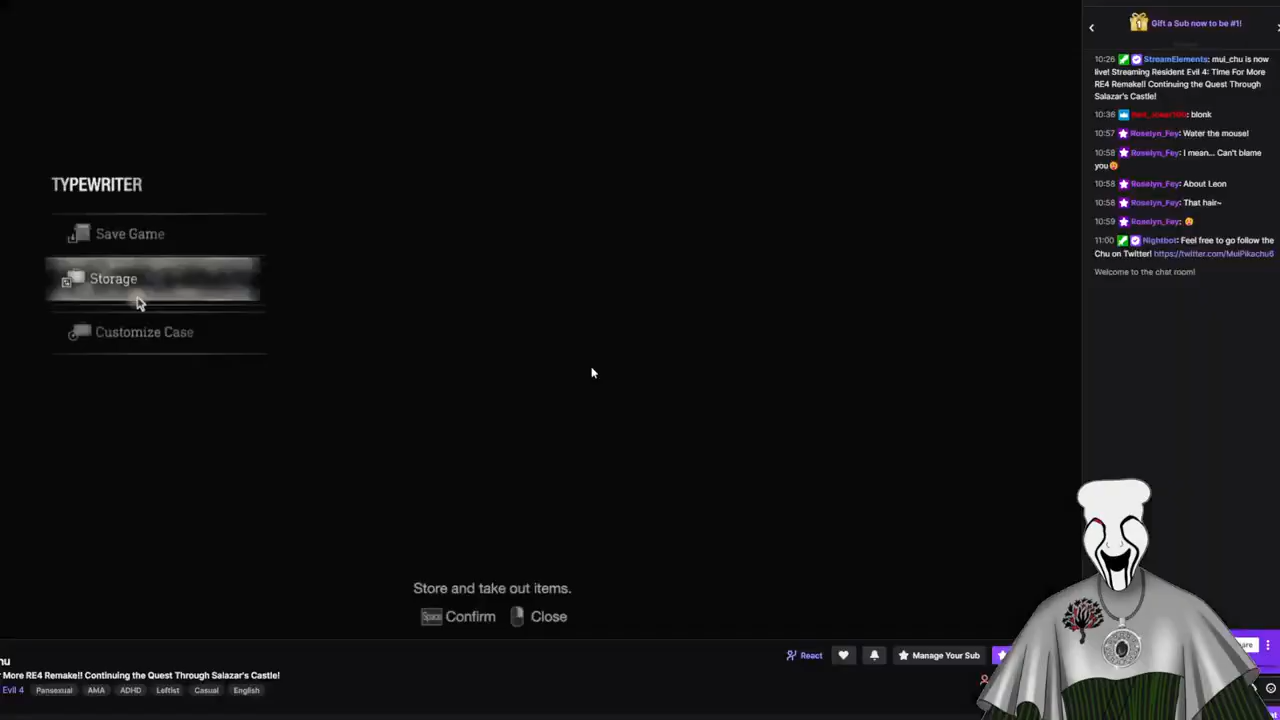 TYPEWRITER
Save Game
Storage
Customize Case
Store and take out items.
Space Confirm Close
Gift a Sub now to be #1!
10:26 StreamElements: mui_chu is now
live! Streaming Resident Evil 4: Time For More
RE4 Remake!! Continuing the Quest Through
Salazar's Castle!
10:36 : blonk
10:57 Roselyn_Fey: Water the mouse!
10:58 Roselyn_Fey: I mean... Can't blame
you
10:58 Roselyn_Fey: About Leon
10:58 Roselyn_Fey: That hair~
10:59 Roselyn_Fey:
11:00 Nightbot: Feel free to go follow the
Chu on Twitter! https://twitter.com/MuiPikachu6
Welcome to the chat room!
hu
React Manage Your Sub
are
r More RE4 Remake!! Continuing the Quest Through Salazar's Castle!
Evil 4 Pansexual AMA ADHD Leftist Casual English